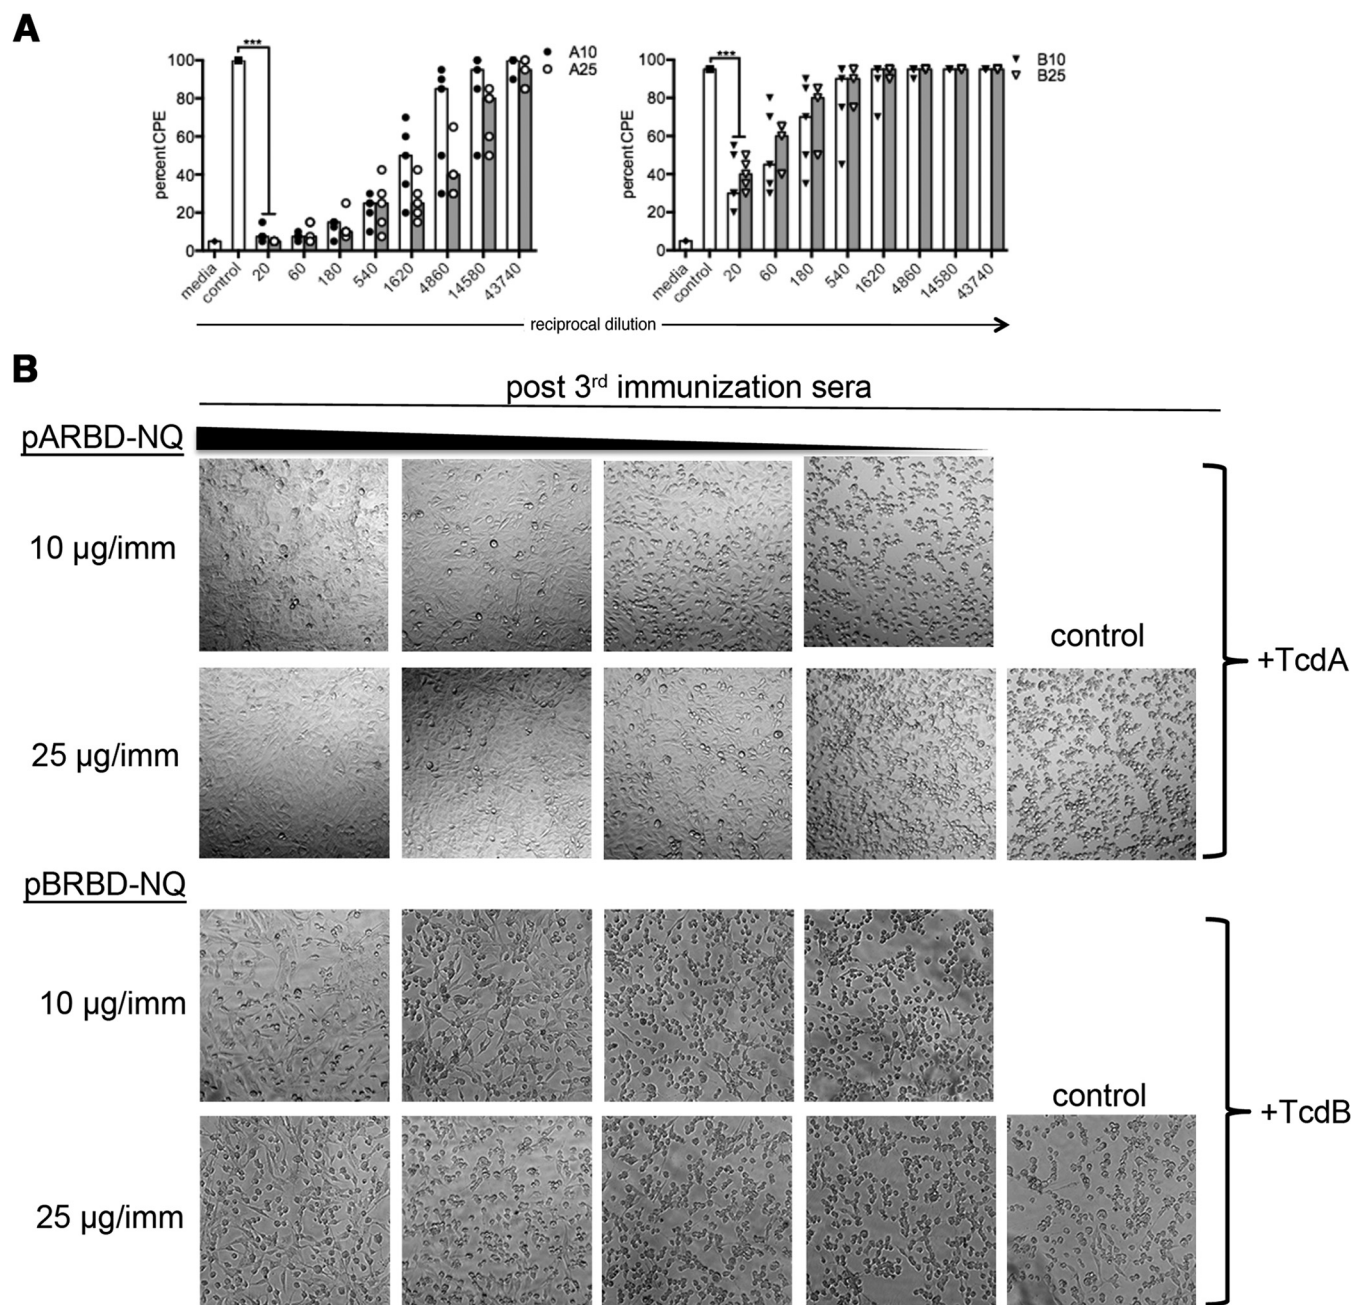 A
*** A10
A25
percent CPE
100
80
60
40
20
0
media control 20 60 180 540 1620 4860 14580 43740
*** B10
B25
percent CPE
100
80
60
40
20
0
media control 20 60 180 540 1620 4860 14580 43740
reciprocal dilution
B
post 3rd immunization sera
pARBD-NQ
10 µg/imm
control
+TcdA
25 µg/imm
pBRBD-NQ
10 µg/imm
control
+TcdB
25 µg/imm